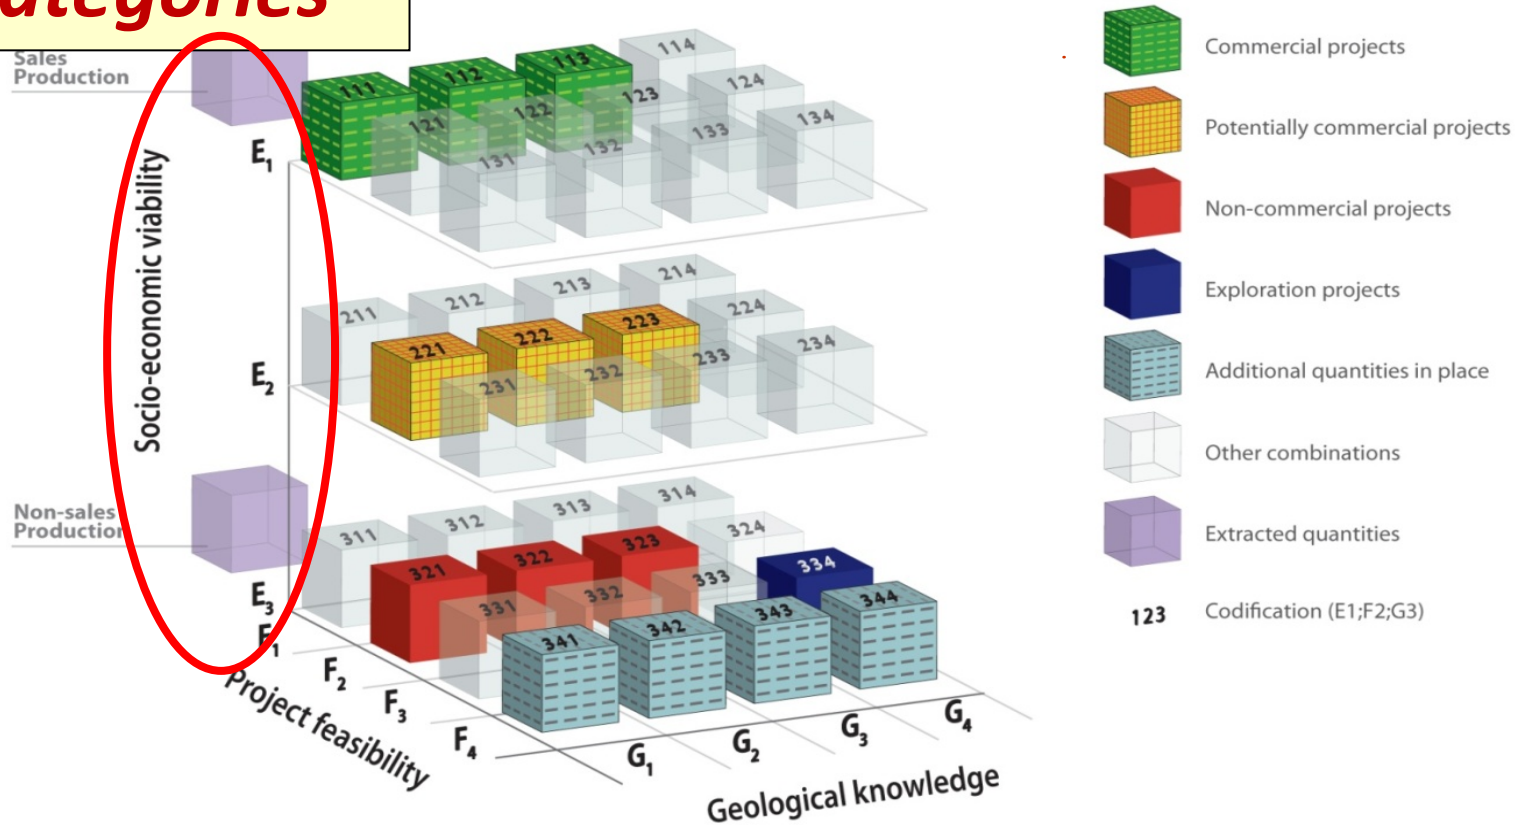 Sales
Production
111
112
113
114
121
122
123
124
131
132
133
134
E1
Socio-economic viability
211
212
213
214
221
222
223
224
231
232
233
234
E2
Non-sales
Production
311
312
313
314
321
322
323
324
331
332
333
334
341
342
343
344
E3
F1
F2
F3
F4
Project feasibility
G1
G2
G3
G4
Geological knowledge
Commercial projects
Potentially commercial projects
Non-commercial projects
Exploration projects
Additional quantities in place
Other combinations
Extracted quantities
123 Codification (E1;F2;G3)